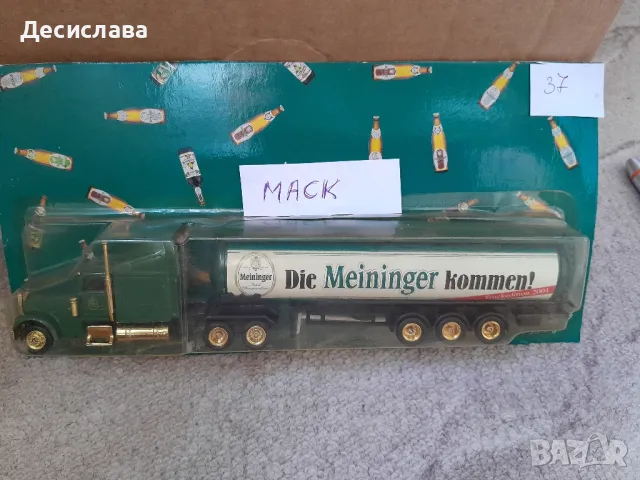 Десислава
37
MACK
Meininger
Die Meininger kommen!
BAZAR